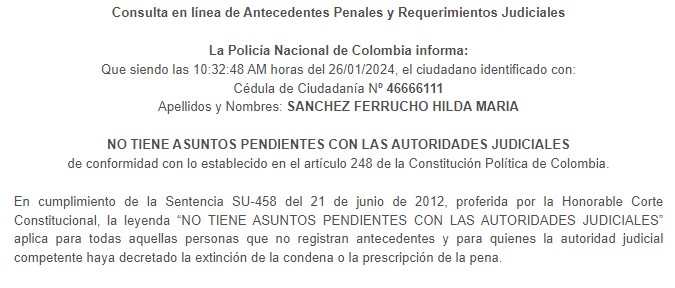 Consulta en línea de Antecedentes Penales y Requerimientos Judiciales
La Policía Nacional de Colombia informa:
Que siendo las 10:32:48 AM horas del 26/01/2024, el ciudadano identificado con:
Cédula de Ciudadanía Nº 46666111
Apellidos y Nombres: SANCHEZ FERRUCHO HILDA MARIA
NO TIENE ASUNTOS PENDIENTES CON LAS AUTORIDADES JUDICIALES
de conformidad con lo establecido en el artículo 248 de la Constitución Política de Colombia.
En cumplimiento de la Sentencia SU-458 del 21 de junio de 2012, proferida por la Honorable Corte
Constitucional, la leyenda “NO TIENE ASUNTOS PENDIENTES CON LAS AUTORIDADES JUDICIALES”
aplica para todas aquellas personas que no registran antecedentes y para quienes la autoridad judicial
competente haya decretado la extinción de la condena o la prescripción de la pena.